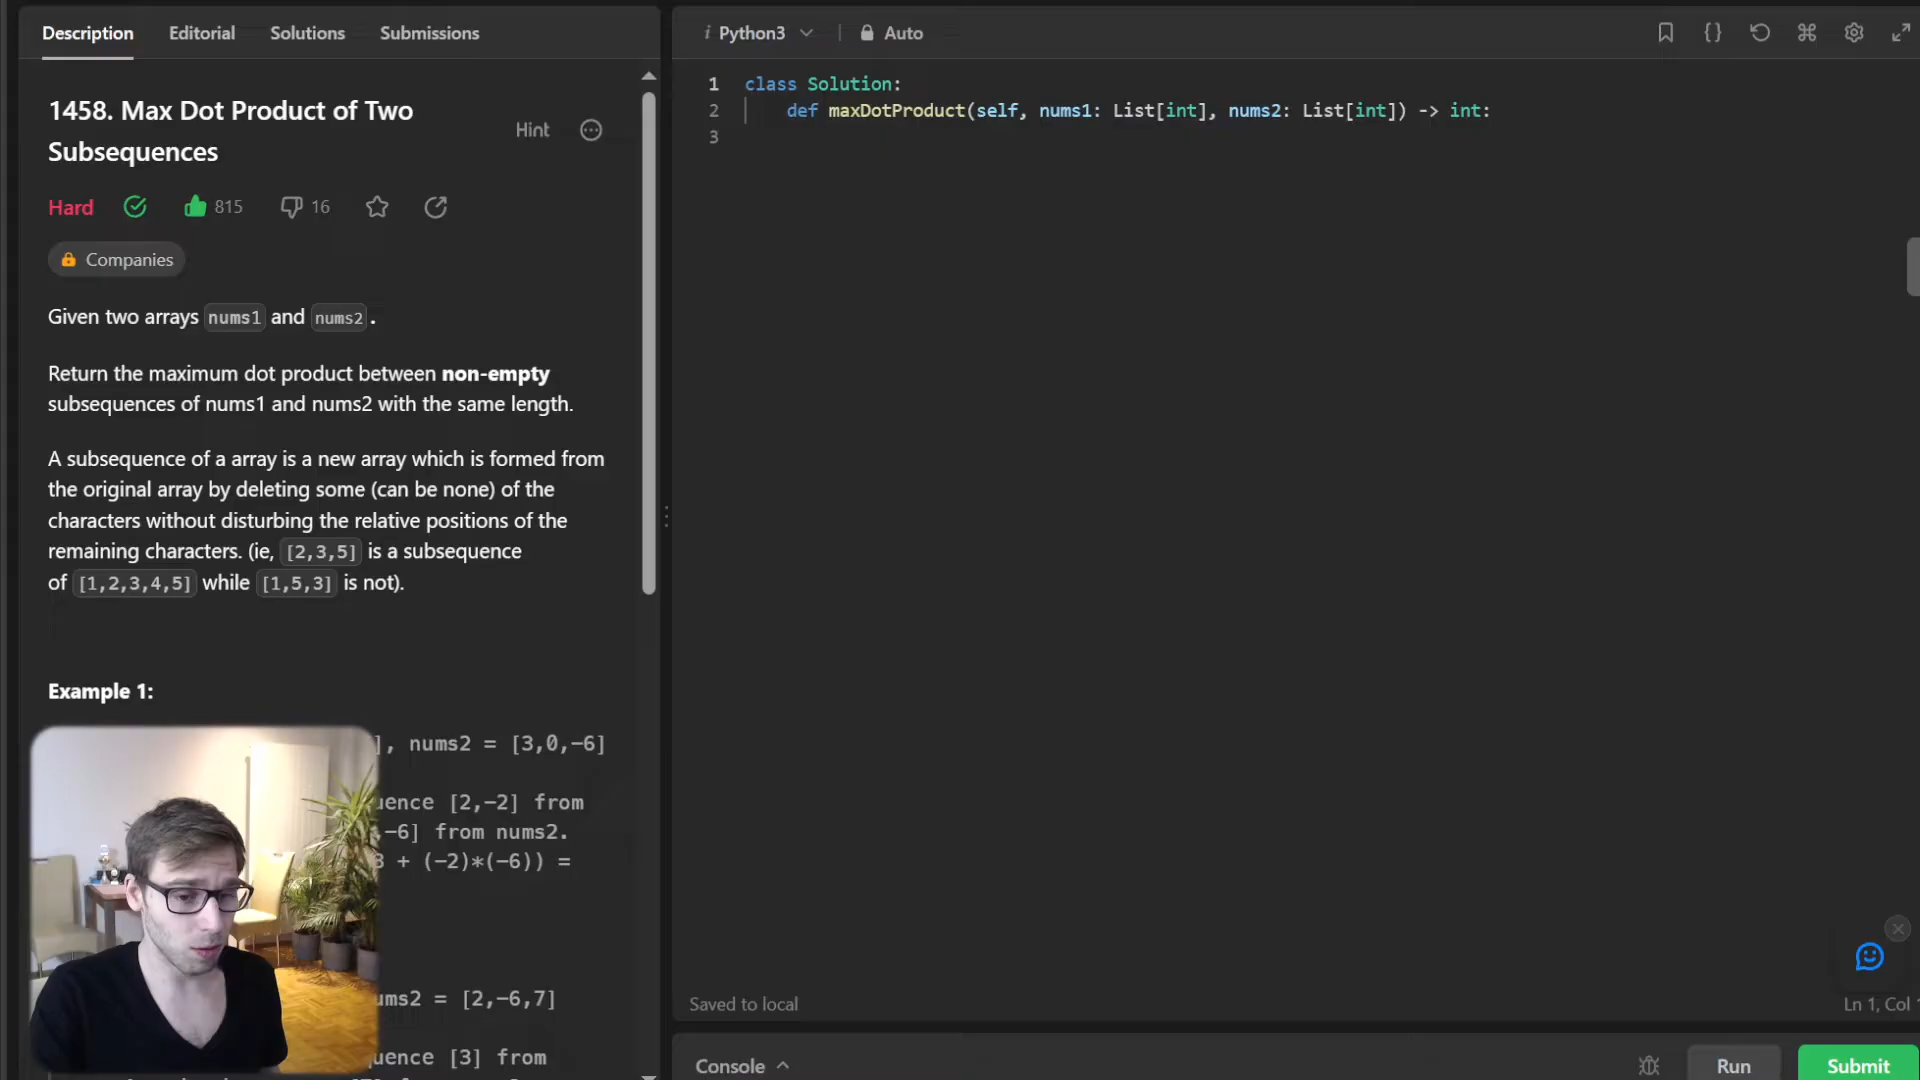 Description Editorial Solutions Submissions
1458. Max Dot Product of Two
Subsequences
Hint
Hard 815 16
Companies
Given two arrays nums1 and nums2 .
Return the maximum dot product between non-empty
subsequences of nums1 and nums2 with the same length.
A subsequence of a array is a new array which is formed from
the original array by deleting some (can be none) of the
characters without disturbing the relative positions of the
remaining characters. (ie, [2,3,5] is a subsequence
of [1,2,3,4,5] while [1,5,3] is not).
Example 1:
], nums2 = [3,0,-6]
uence [2,-2] from
,-6] from nums2.
3 + (-2)*(-6)) =
ums2 = [2,-6,7]
uence [3] from
i Python3 Auto
1 class Solution:
2 def maxDotProduct(self, nums1: List[int], nums2: List[int]) -> int:
3
Saved to local
Ln 1, Col 1
Console
Run
Submit